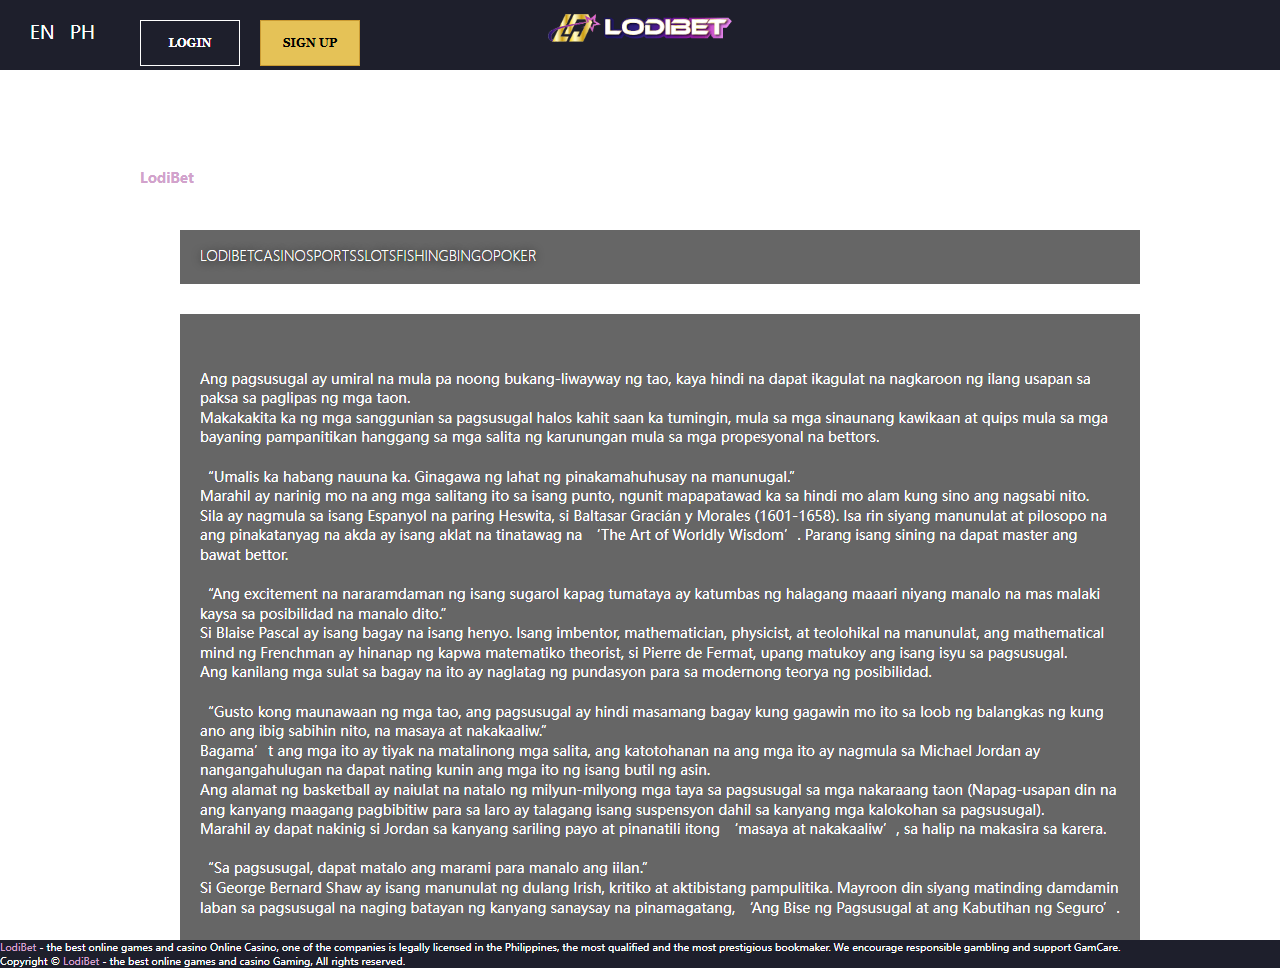 EN PH
LOGIN
SIGN UP
LODIBET
LodiBet
LODIBETCASINOSPORTSSLOTSFISHINGBINGOPOKER
Ang pagsusugal ay umiral na mula pa noong bukang-liwayway ng tao, kaya hindi na dapat ikagulat na nagkaroon ng ilang usapan sa
paksa sa paglipas ng mga taon.
Makakakita ka ng mga sanggunian sa pagsusugal halos kahit saan ka tumingin, mula sa mga sinaunang kawikaan at quips mula sa mga
bayaning pampanitikan hanggang sa mga salita ng karunungan mula sa mga propesyonal na bettors.
“Umalis ka habang nauuna ka. Ginagawa ng lahat ng pinakamahuhusay na manunugal.”
Marahil ay narinig mo na ang mga salitang ito sa isang punto, ngunit mapapatawad ka sa hindi mo alam kung sino ang nagsabi nito.
Sila ay nagmula sa isang Espanyol na paring Heswita, si Baltasar Gracián y Morales (1601-1658). Isa rin siyang manunulat at pilosopo na
ang pinakatanyag na akda ay isang aklat na tinatawag na ‘The Art of Worldly Wisdom’. Parang isang sining na dapat master ang
bawat bettor.
“Ang excitement na nararamdaman ng isang sugarol kapag tumataya ay katumbas ng halagang maaari niyang manalo na mas malaki
kaysa sa posibilidad na manalo dito.”
Si Blaise Pascal ay isang bagay na isang henyo. Isang imbentor, mathematician, physicist, at teolohikal na manunulat, ang mathematical
mind ng Frenchman ay hinanap ng kapwa matematiko theorist, si Pierre de Fermat, upang matukoy ang isang isyu sa pagsusugal.
Ang kanilang mga sulat sa bagay na ito ay naglatag ng pundasyon para sa modernong teorya ng posibilidad.
“Gusto kong maunawaan ng mga tao, ang pagsusugal ay hindi masamang bagay kung gagawin mo ito sa loob ng balangkas ng kung
ano ang ibig sabihin nito, na masaya at nakakaaliw.”
Bagama’t ang mga ito ay tiyak na matalinong mga salita, ang katotohanan na ang mga ito ay nagmula sa Michael Jordan ay
nangangahulugan na dapat nating kunin ang mga ito ng isang butil ng asin.
Ang alamat ng basketball ay naiulat na natalo ng milyun-milyong mga taya sa pagsusugal sa mga nakaraang taon (Napag-usapan din na
ang kanyang maagang pagbibitiw para sa laro ay talagang isang suspensyon dahil sa kanyang mga kalokohan sa pagsusugal).
Marahil ay dapat nakinig si Jordan sa kanyang sariling payo at pinanatili itong ‘masaya at nakakaaliw’, sa halip na makasira sa karera.
“Sa pagsusugal, dapat matalo ang marami para manalo ang iilan.”
Si George Bernard Shaw ay isang manunulat ng dulang Irish, kritiko at aktibistang pampulitika. Mayroon din siyang matinding damdamin
laban sa pagsusugal na naging batayan ng kanyang sanaysay na pinamagatang, ‘Ang Bise ng Pagsusugal at ang Kabutihan ng Seguro’.
LodiBet - the best online games and casino Online Casino, one of the companies is legally licensed in the Philippines, the most qualified and the most prestigious bookmaker. We encourage responsible gambling and support GamCare.
Copyright © LodiBet - the best online games and casino Gaming, All rights reserved.